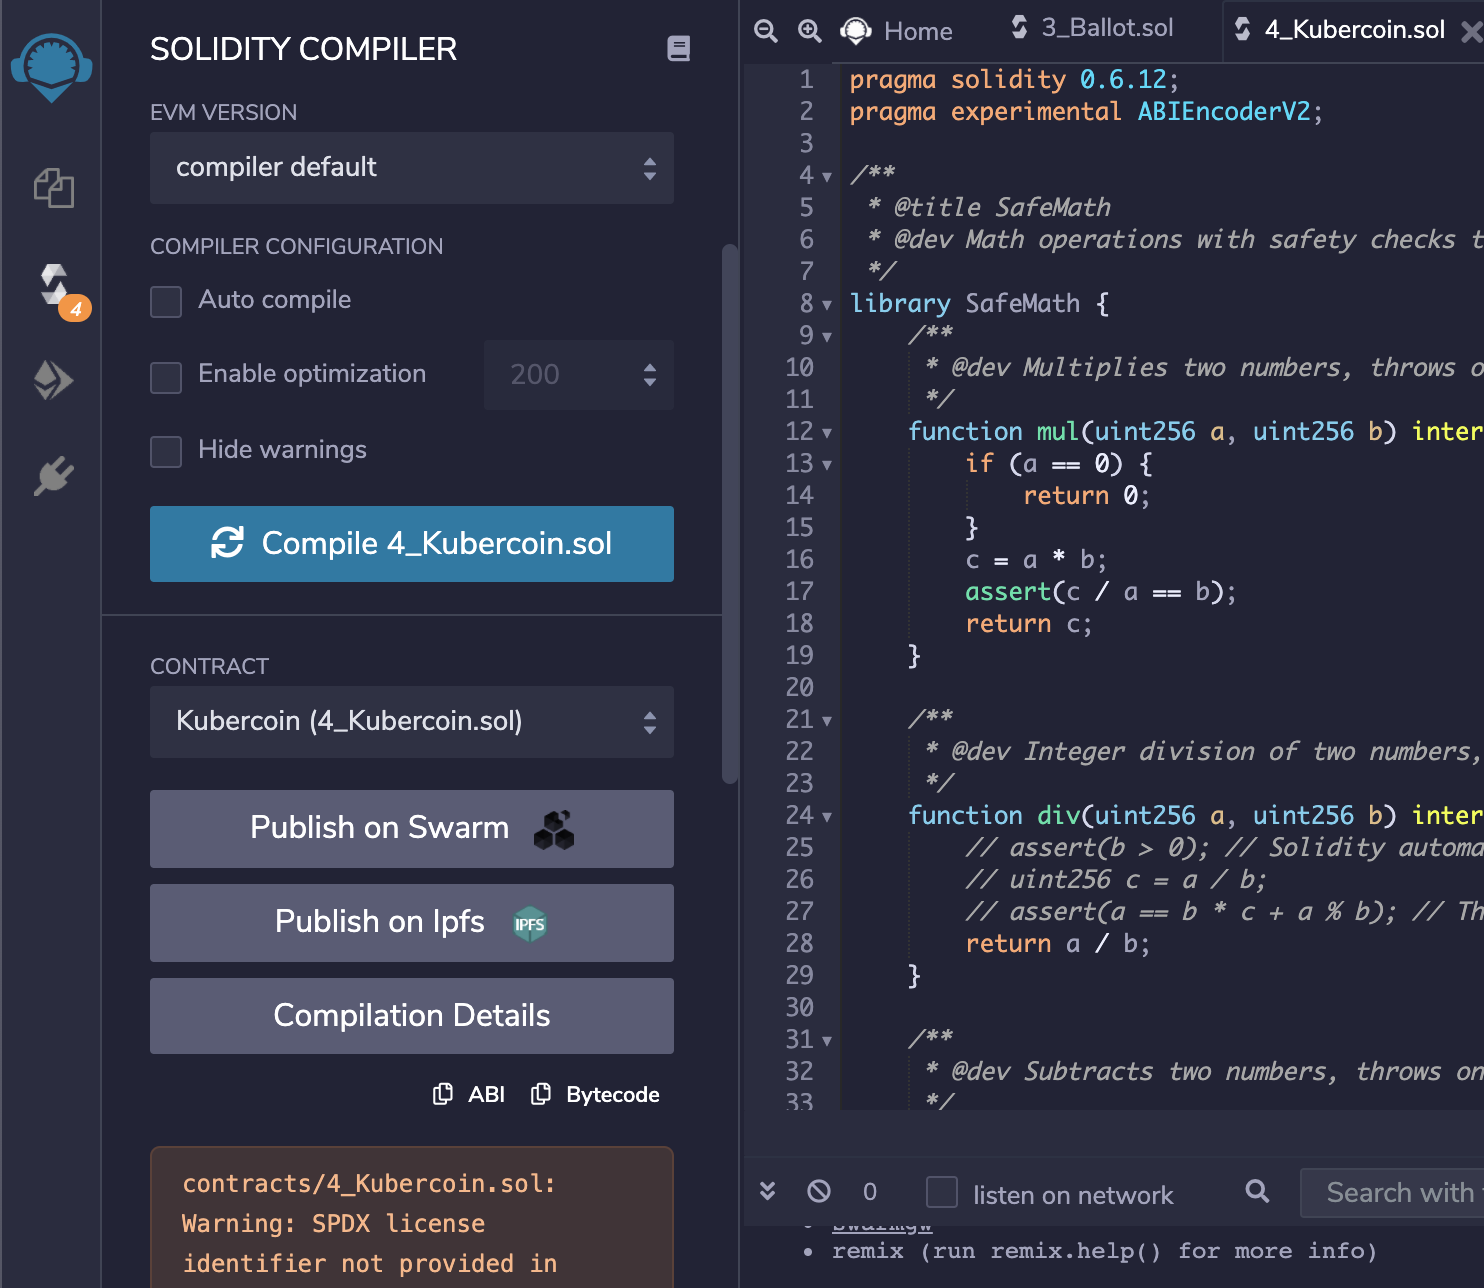 SOLIDITY COMPILER
EVM VERSION
compiler default
COMPILER CONFIGURATION
Auto compile
Enable optimization
200
Hide warnings
Compile 4_Kubercoin.sol
CONTRACT
Kubercoin (4_Kubercoin.sol)
Publish on Swarm
Publish on Ipfs
IPFS
Compilation Details
ABI
Bytecode
contracts/4_Kubercoin.sol:
Warning: SPDX license
identifier not provided in
4
Home
3_Ballot.sol
4_Kubercoin.sol
1 pragma solidity 0.6.12;
2 pragma experimental ABIEncoderV2;
3
4 /**
5 * @title SafeMath
6 * @dev Math operations with safety checks t
7 */
8 library SafeMath {
9 /**
10 * @dev Multiplies two numbers, throws o
11 */
12 function mul(uint256 a, uint256 b) inter
13 if (a == 0) {
14 return 0;
15 }
16 c = a * b;
17 assert(c / a == b);
18 return c;
19 }
20
21 /**
22 * @dev Integer division of two numbers,
23 */
24 function div(uint256 a, uint256 b) inter
25 // assert(b > 0); // Solidity automa
26 // uint256 c = a / b;
27 // assert(a == b * c + a % b); // Th
28 return a / b;
29 }
30
31 /**
32 * @dev Subtracts two numbers, throws on
33 */
0
listen on network
Search with
• swarmgw
• remix (run remix.help() for more info)